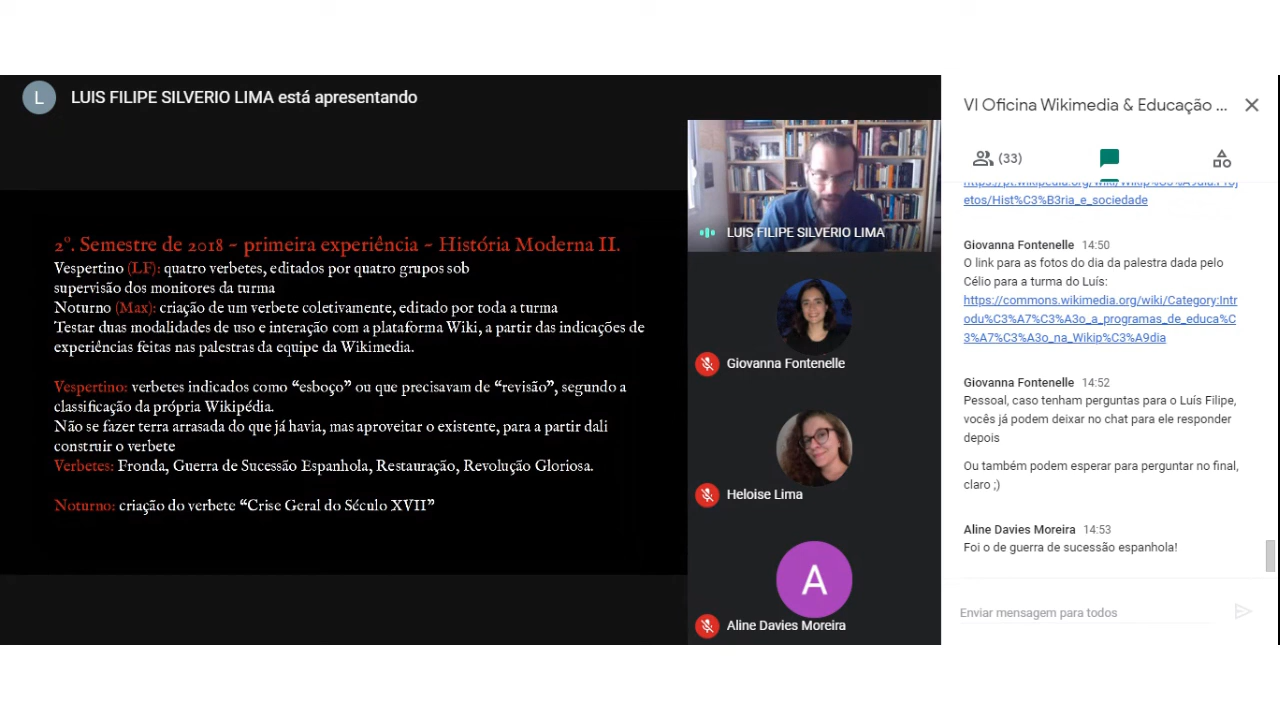 L
LUIS FILIPE SILVERIO LIMA está apresentando
2º. Semestre de 2018 - primeira experiência - História Moderna II.
Vespertino (LF): quatro verbetes, editados por quatro grupos sob
supervisão dos monitores da turma
Noturno (Max): criação de um verbete coletivamente, editado por toda a turma
Testar duas modalidades de uso e interação com a plataforma Wiki, a partir das indicações de
experiências feitas nas palestras da equipe da Wikimedia.
Vespertino: verbetes indicados como “esboço” ou que precisavam de “revisão”, segundo a
classificação da própria Wikipédia.
Não se fazer terra arrasada do que já havia, mas aproveitar o existente, para a partir dali
construir o verbete
Verbetes: Fronda, Guerra de Sucessão Espanhola, Restauração, Revolução Gloriosa.
Noturno: criação do verbete “Crise Geral do Século XVII”
LUIS FILIPE SILVERIO LIMA
Giovanna Fontenelle
Heloise Lima
A
Aline Davies Moreira
VI Oficina Wikimedia & Educação ...
(33)
https://pt.wikipedia.org/wiki/Wikip%C3%A9dia:Proj
etos/Hist%C3%B3ria_e_sociedade
Giovanna Fontenelle 14:50
O link para as fotos do dia da palestra dada pelo
Célio para a turma do Luís:
https://commons.wikimedia.org/wiki/Category:Intr
odu%C3%A7%C3%A3o_a_programas_de_educa%C
3%A7%C3%A3o_na_Wikip%C3%A9dia
Giovanna Fontenelle 14:52
Pessoal, caso tenham perguntas para o Luís Filipe,
vocês já podem deixar no chat para ele responder
depois
Ou também podem esperar para perguntar no final,
claro ;)
Aline Davies Moreira 14:53
Foi o de guerra de sucessão espanhola!
Enviar mensagem para todos